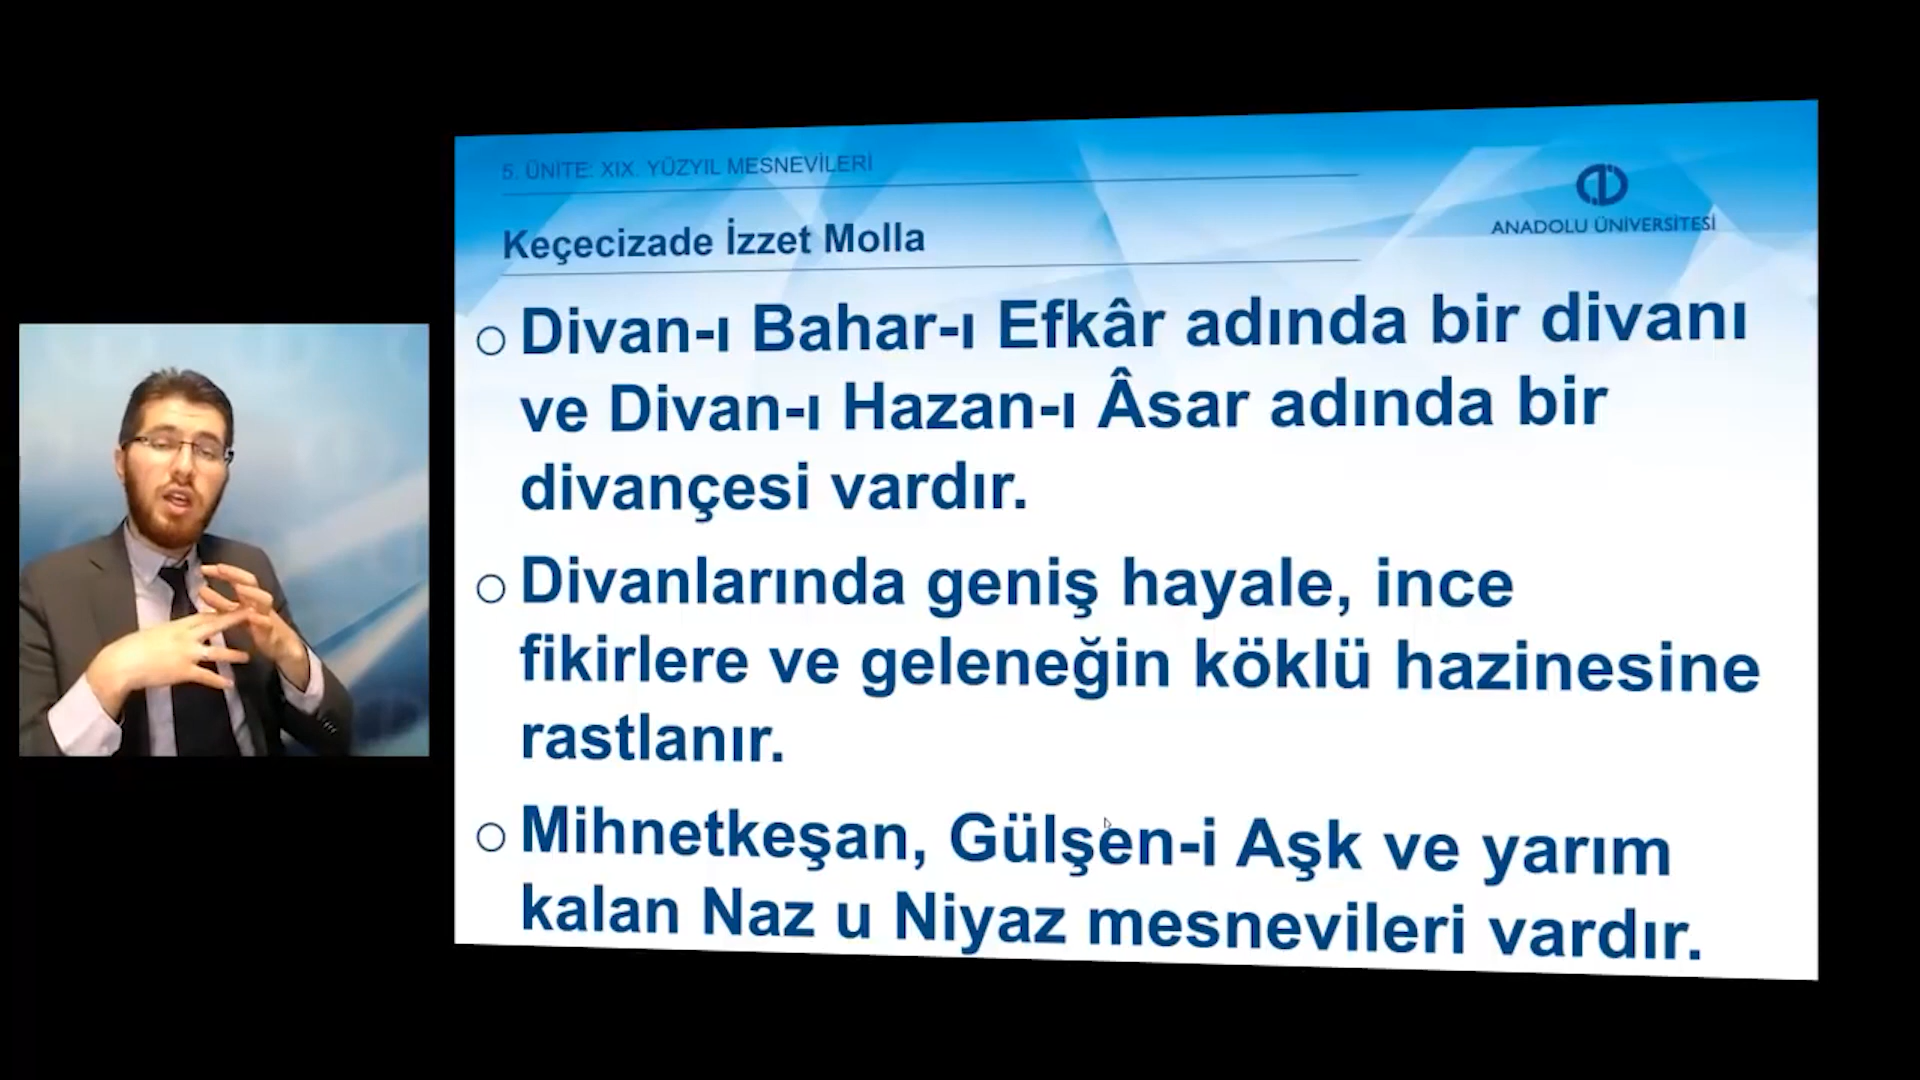 5. ÜNİTE: XIX. YÜZYIL MESNEVİLERİ
ANADOLU ÜNİVERSİTESİ
Keçecizade İzzet Molla
○ Divan-ı Bahar-ı Efkâr adında bir divanı
ve Divan-ı Hazan-ı Âsar adında bir
divançesi vardır.
○ Divanlarında geniş hayale, ince
fikirlere ve geleneğin köklü hazinesine
rastlanır.
○ Mihnetkeşan, Gülşen-i Aşk ve yarım
kalan Naz u Niyaz mesnevileri vardır.